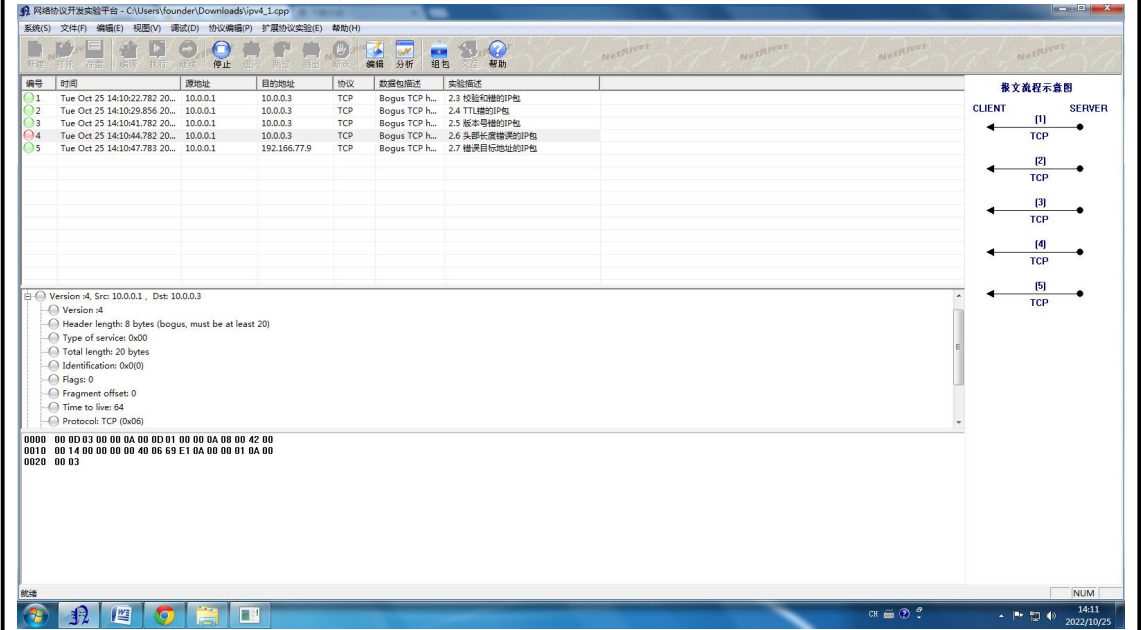 网络协议开发实验平台 - C:\Users\founder\Downloads\ipv4_1.cpp
系统(S) 文件(F) 编辑(E) 视图(V) 调试(D) 协议编辑(P) 扩展协议实验(E) 帮助(H)
新建 打开 存盘 编译 执行 继续 停止 进入 跳过 跳出 断点 编辑 分析 组包 交互 帮助
NetRiver NetRiver NetRiver NetRiver
编号 时间 源地址 目的地址 协议 数据包描述 实验描述
1 Tue Oct 25 14:10:22.782 20... 10.0.0.1 10.0.0.3 TCP Bogus TCP h... 2.3 校验和错的IP包
2 Tue Oct 25 14:10:29.856 20... 10.0.0.1 10.0.0.3 TCP Bogus TCP h... 2.4 TTL错的IP包
3 Tue Oct 25 14:10:41.782 20... 10.0.0.1 10.0.0.3 TCP Bogus TCP h... 2.5 版本号错的IP包
4 Tue Oct 25 14:10:44.782 20... 10.0.0.1 10.0.0.3 TCP Bogus TCP h... 2.6 头部长度错误的IP包
5 Tue Oct 25 14:10:47.783 20... 10.0.0.1 192.166.77.9 TCP Bogus TCP h... 2.7 错误目标地址的IP包
Version :4, Src: 10.0.0.1 , Dst: 10.0.0.3
Version :4
Header length: 8 bytes (bogus, must be at least 20)
Type of service: 0x00
Total length: 20 bytes
Identification: 0x0(0)
Flags: 0
Fragment offset: 0
Time to live: 64
Protocol: TCP (0x06)
0000 00 0D 03 00 00 0A 00 0D 01 00 00 0A 08 00 42 00
0010 00 14 00 00 00 00 40 06 69 E1 0A 00 00 01 0A 00
0020 00 03
报文流程示意图
CLIENT SERVER
[1]
TCP
[2]
TCP
[3]
TCP
[4]
TCP
[5]
TCP
就绪
NUM
CH
14:11
2022/10/25